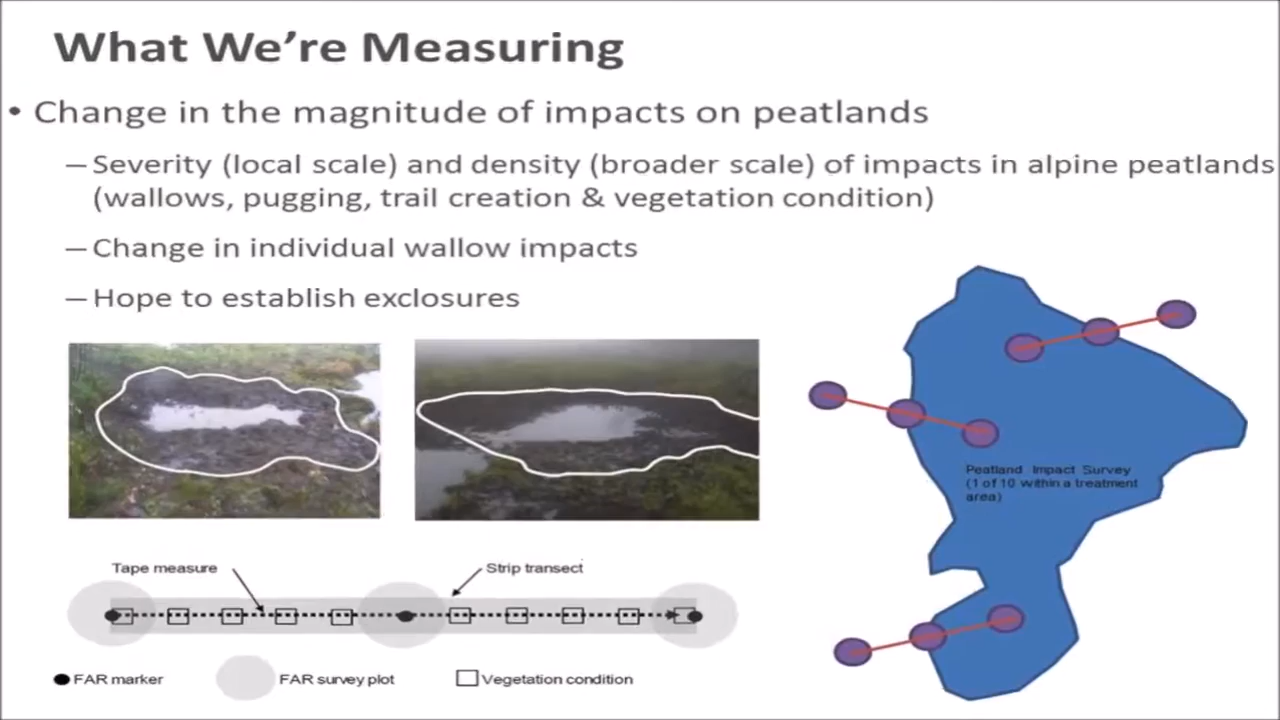 What We're Measuring
• Change in the magnitude of impacts on peatlands
– Severity (local scale) and density (broader scale) of impacts in alpine peatlands
(wallows, pugging, trail creation & vegetation condition)
– Change in individual wallow impacts
– Hope to establish exclosures
Peatland Impact Survey
(1 of 10 within a treatment
area)
Tape measure
Strip transect
FAR marker
FAR survey plot
Vegetation condition